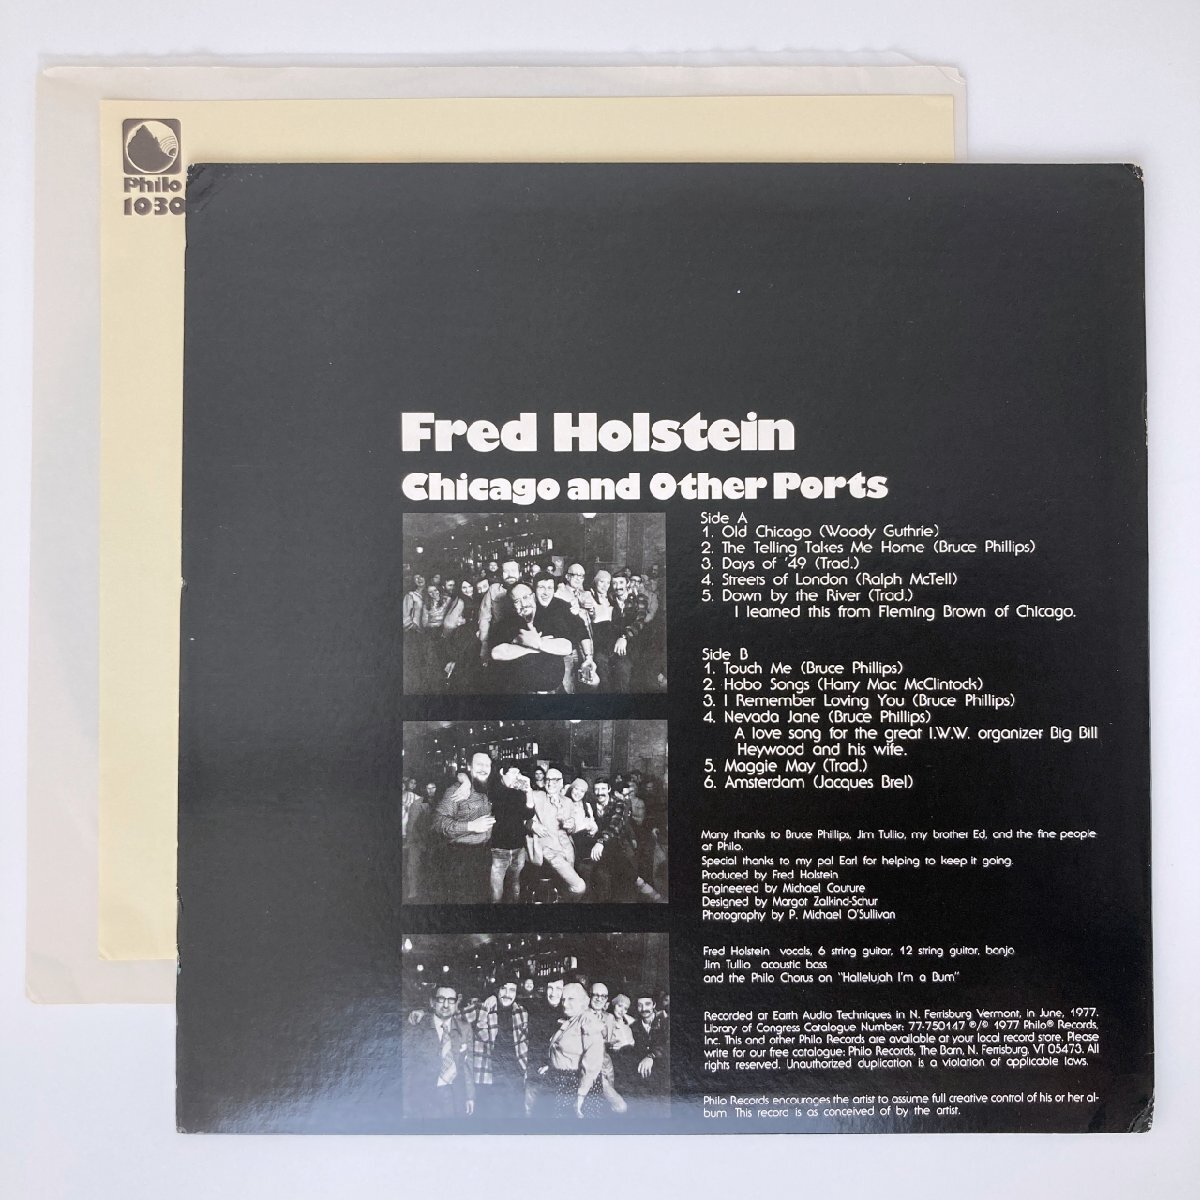 Philo
1030
Fred Holstein
Chicago and Other Ports
Side A
1. Old Chicago (Woody Guthrie)
2. The Telling Takes Me Home (Bruce Phillips)
3. Days of '49 (Trad.)
4. Streets of London (Ralph McTell)
5. Down by the River (Trad.)
I learned this from Fleming Brown of Chicago.
Side B
1. Touch Me (Bruce Phillips)
2. Hobo Songs (Harry Mac McClintock)
3. I Remember Loving You (Bruce Phillips)
4. Nevada Jane (Bruce Phillips)
A love song for the great I.W.W. organizer Big Bill
Heywood and his wife.
5. Maggie May (Trad.)
6. Amsterdam (Jacques Brel)
Many thanks to Bruce Phillips, Jim Tullio, my brother Ed, and the fine people
at Philo.
Special thanks to my pal Earl for helping to keep it going.
Produced by Fred Holstein
Engineered by Michael Couture
Designed by Margot Zalkind-Schur
Photography by P. Michael O'Sullivan
Fred Holstein vocals, 6 string guitar, 12 string guitar, banjo
Jim Tullio acoustic bass
and the Philo Chorus on "Hallelujah I'm a Bum"
Recorded at Earth Audio Techniques in N. Ferrisburg Vermont, in June, 1977.
Library of Congress Catalogue Number: 77-750147 ℗/© 1977 Philo® Records,
Inc. This and other Philo Records are available at your local record store. Please
write for our free catalogue: Philo Records, The Barn, N. Ferrisburg, VT 05473. All
rights reserved. Unauthorized duplication is a violation of applicable laws.
Philo Records encourages the artist to assume full creative control of his or her al-
bum. This record is as conceived of by the artist.